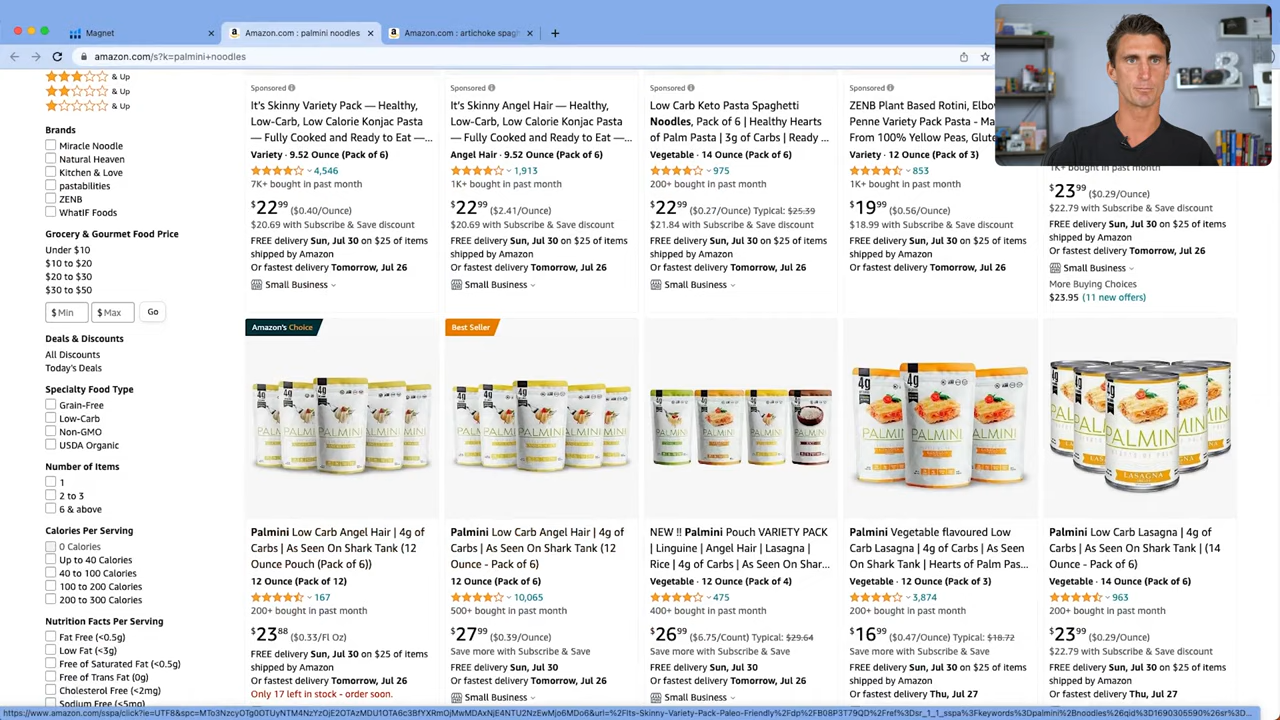 Magnet
Amazon.com : palmini noodles
Amazon.com : artichoke spagh
amazon.com/s?k=palmini+noodles
& Up
& Up
& Up
Brands
Miracle Noodle
Natural Heaven
Kitchen & Love
pastabilities
ZENB
WhatIF Foods
Grocery & Gourmet Food Price
Under $10
$10 to $20
$20 to $30
$30 to $50
$ Min
$ Max
Go
Deals & Discounts
All Discounts
Today's Deals
Specialty Food Type
Grain-Free
Low-Carb
Non-GMO
USDA Organic
Number of Items
1
2 to 3
6 & above
Calories Per Serving
0 Calories
Up to 40 Calories
40 to 100 Calories
100 to 200 Calories
200 to 300 Calories
Nutrition Facts Per Serving
Fat Free (<0.5g)
Low Fat (<3g)
Free of Saturated Fat (<0.5g)
Free of Trans Fat (0g)
Cholesterol Free (<2mg)
Sodium Free (<5mg)
Sponsored
It's Skinny Variety Pack — Healthy,
Low-Carb, Low Calorie Konjac Pasta
— Fully Cooked and Ready to Eat —...
Variety · 9.52 Ounce (Pack of 6)
4,546
7K+ bought in past month
$22.99 ($0.40/Ounce)
$20.69 with Subscribe & Save discount
FREE delivery Sun, Jul 30 on $25 of items
shipped by Amazon
Or fastest delivery Tomorrow, Jul 26
Small Business
Sponsored
It's Skinny Angel Hair — Healthy,
Low-Carb, Low Calorie Konjac Pasta
— Fully Cooked and Ready to Eat —...
Angel Hair · 9.52 Ounce (Pack of 6)
1,913
1K+ bought in past month
$22.99 ($2.41/Ounce)
$20.69 with Subscribe & Save discount
FREE delivery Sun, Jul 30 on $25 of items
shipped by Amazon
Or fastest delivery Tomorrow, Jul 26
Small Business
Sponsored
Low Carb Keto Pasta Spaghetti
Noodles, Pack of 6 | Healthy Hearts
of Palm Pasta | 3g of Carbs | Ready ...
Vegetable · 14 Ounce (Pack of 6)
975
200+ bought in past month
$22.99 ($0.27/Ounce) Typical: $25.39
$21.84 with Subscribe & Save discount
FREE delivery Sun, Jul 30 on $25 of items
shipped by Amazon
Or fastest delivery Tomorrow, Jul 26
Small Business
Sponsored
ZENB Plant Based Rotini, Elbow
Penne Variety Pack Pasta - Ma
From 100% Yellow Peas, Glute
Variety · 12 Ounce (Pack of 3)
853
1K+ bought in past month
$19.99 ($0.56/Ounce)
$18.99 with Subscribe & Save discount
FREE delivery Sun, Jul 30 on $25 of items
shipped by Amazon
Or fastest delivery Tomorrow, Jul 26
1K+ bought in past month
$23.99 ($0.29/Ounce)
$22.79 with Subscribe & Save discount
FREE delivery Sun, Jul 30 on $25 of items
shipped by Amazon
Or fastest delivery Tomorrow, Jul 26
Small Business
More Buying Choices
$23.95 (11 new offers)
Amazon's Choice
PALMINI
Palmini Low Carb Angel Hair | 4g of
Carbs | As Seen On Shark Tank (12
Ounce Pouch (Pack of 6))
12 Ounce (Pack of 12)
167
200+ bought in past month
$23.88 ($0.33/Fl Oz)
FREE delivery Sun, Jul 30 on $25 of items
shipped by Amazon
Or fastest delivery Tomorrow, Jul 26
Only 17 left in stock - order soon.
Best Seller
PALMINI
Palmini Low Carb Angel Hair | 4g of
Carbs | As Seen On Shark Tank (12
Ounce - Pack of 6)
12 Ounce (Pack of 6)
10,065
500+ bought in past month
$27.99 ($0.39/Ounce)
Save more with Subscribe & Save
FREE delivery Sun, Jul 30
Or fastest delivery Tomorrow, Jul 26
Small Business
PALMINI PALMINI PALMINI PALMINI
NEW !! Palmini Pouch VARIETY PACK
| Linguine | Angel Hair | Lasagna |
Rice | 4g of Carbs | As Seen On Shar...
Vegetable · 12 Ounce (Pack of 4)
475
400+ bought in past month
$26.99 ($6.75/Count) Typical: $29.64
Save more with Subscribe & Save
FREE delivery Sun, Jul 30
Or fastest delivery Tomorrow, Jul 26
Small Business
4g
PALMINI
Palmini Vegetable flavoured Low
Carb Lasagna | 4g of Carbs | As Seen
On Shark Tank | Hearts of Palm Pas...
Vegetable · 12 Ounce (Pack of 3)
3,874
200+ bought in past month
$16.99 ($0.47/Ounce) Typical: $18.72
Save more with Subscribe & Save
FREE delivery Sun, Jul 30 on $25 of items
shipped by Amazon
Or fastest delivery Thu, Jul 27
PALMINI
LASAGNA
Palmini Low Carb Lasagna | 4g of
Carbs | As Seen On Shark Tank | (14
Ounce - Pack of 6)
Vegetable · 14 Ounce (Pack of 6)
963
200+ bought in past month
$23.99 ($0.29/Ounce)
$22.79 with Subscribe & Save discount
FREE delivery Sun, Jul 30 on $25 of items
shipped by Amazon
Or fastest delivery Thu, Jul 27